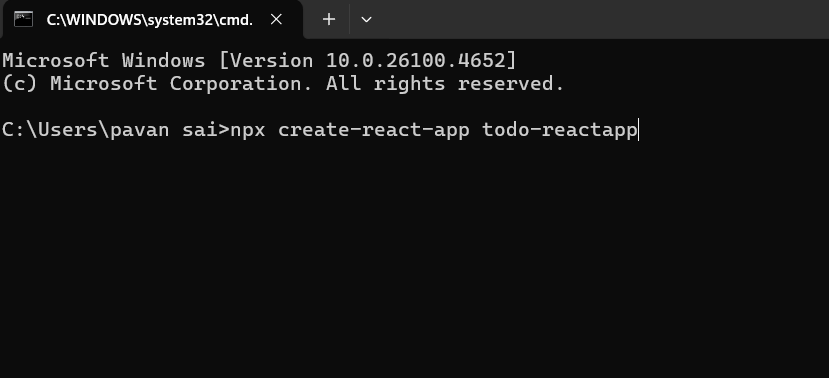 C:\WINDOWS\system32\cmd.
Microsoft Windows [Version 10.0.26100.4652]
(c) Microsoft Corporation. All rights reserved.
C:\Users\pavan sai>npx create-react-app todo-reactapp